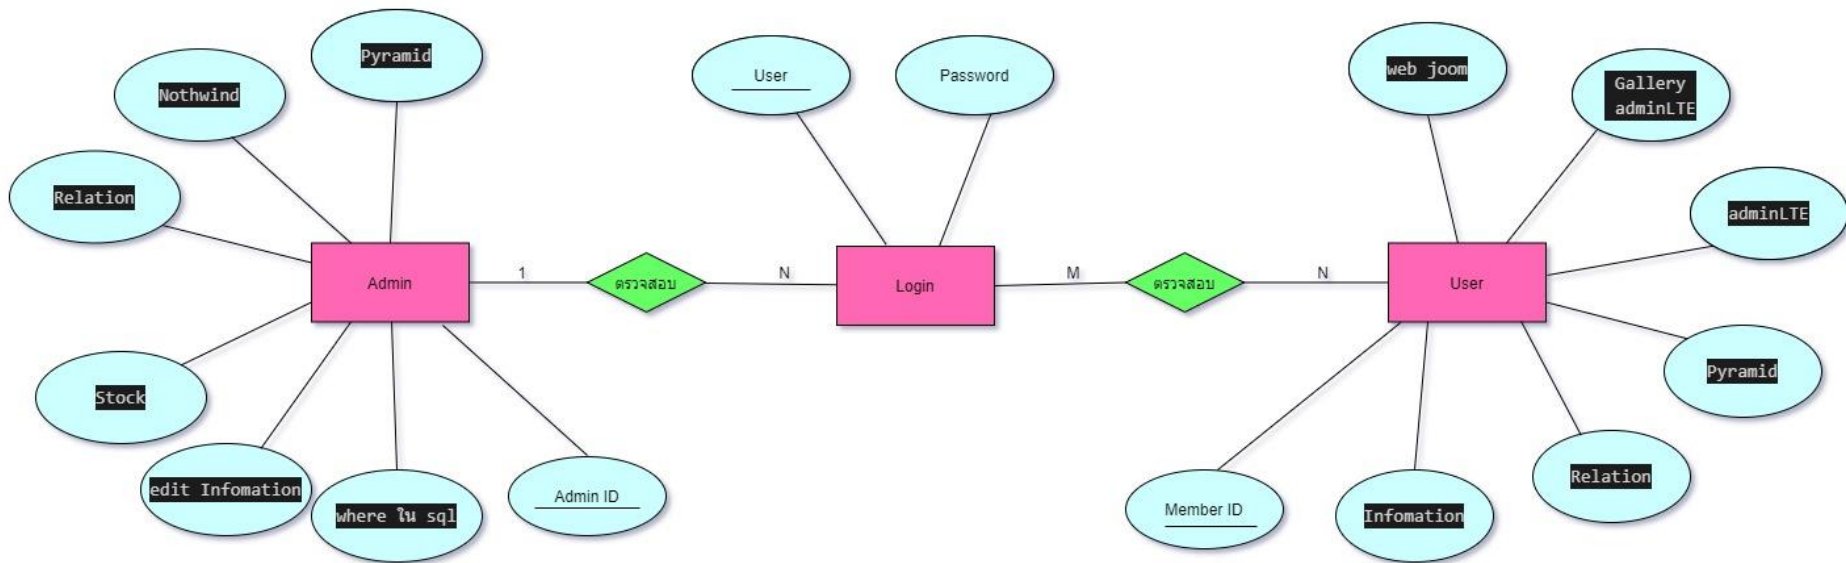 Pyramid
Nothwind
Relation
Stock
edit Infomation
where ใน sql
Admin ID
Admin
1
ตรวจสอบ
N
User
Password
Login
M
ตรวจสอบ
N
User
web joom
Gallery
adminLTE
adminLTE
Pyramid
Relation
Infomation
Member ID